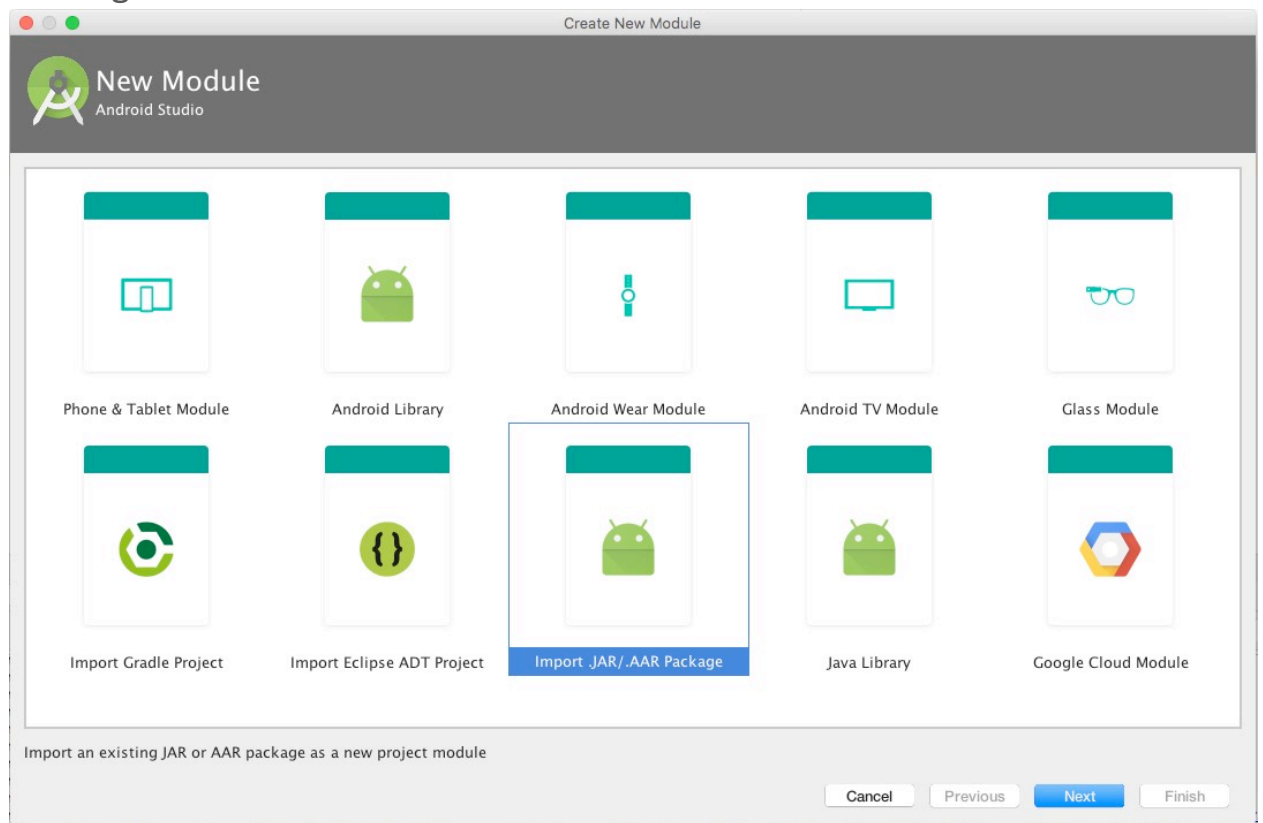 Create New Module
New Module
Android Studio
Phone & Tablet Module
Android Library
Android Wear Module
Android TV Module
Glass Module
Import Gradle Project
Import Eclipse ADT Project
Import .JAR/.AAR Package
Java Library
Google Cloud Module
Import an existing JAR or AAR package as a new project module
Cancel
Previous
Next
Finish